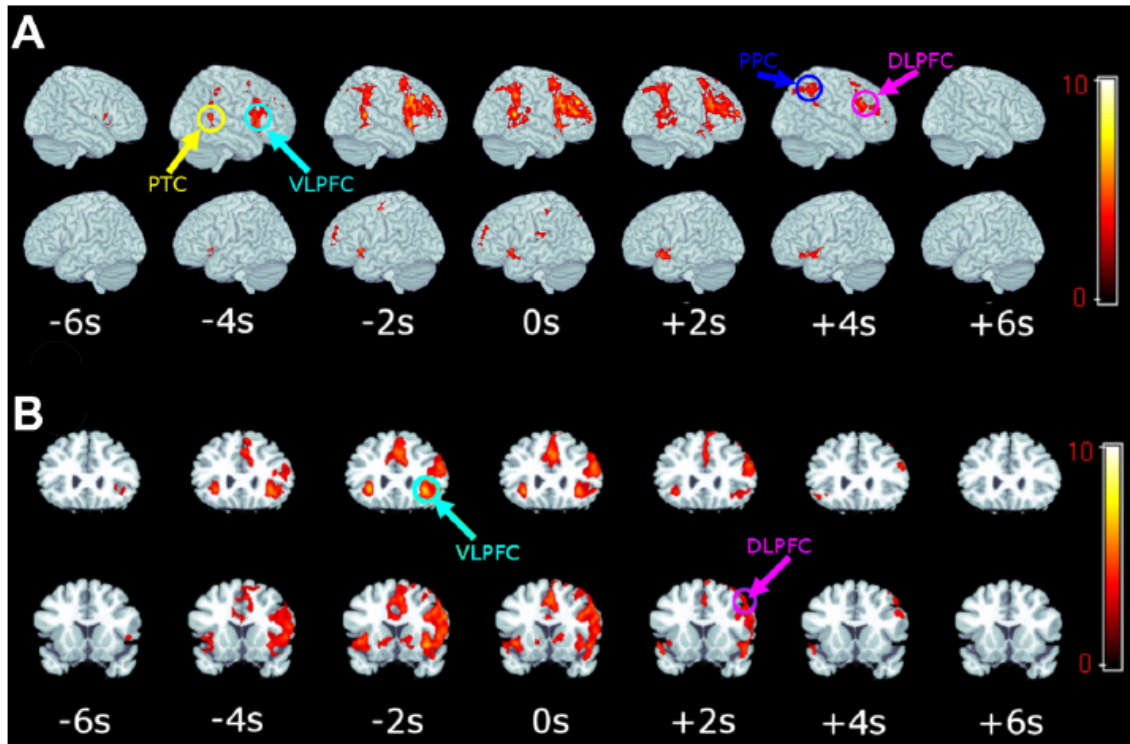 A
PPC
DLPFC
10
PTC
VLPFC
0
-6s -4s -2s 0s +2s +4s +6s
B
10
VLPFC
DLPFC
0
-6s -4s -2s 0s +2s +4s +6s